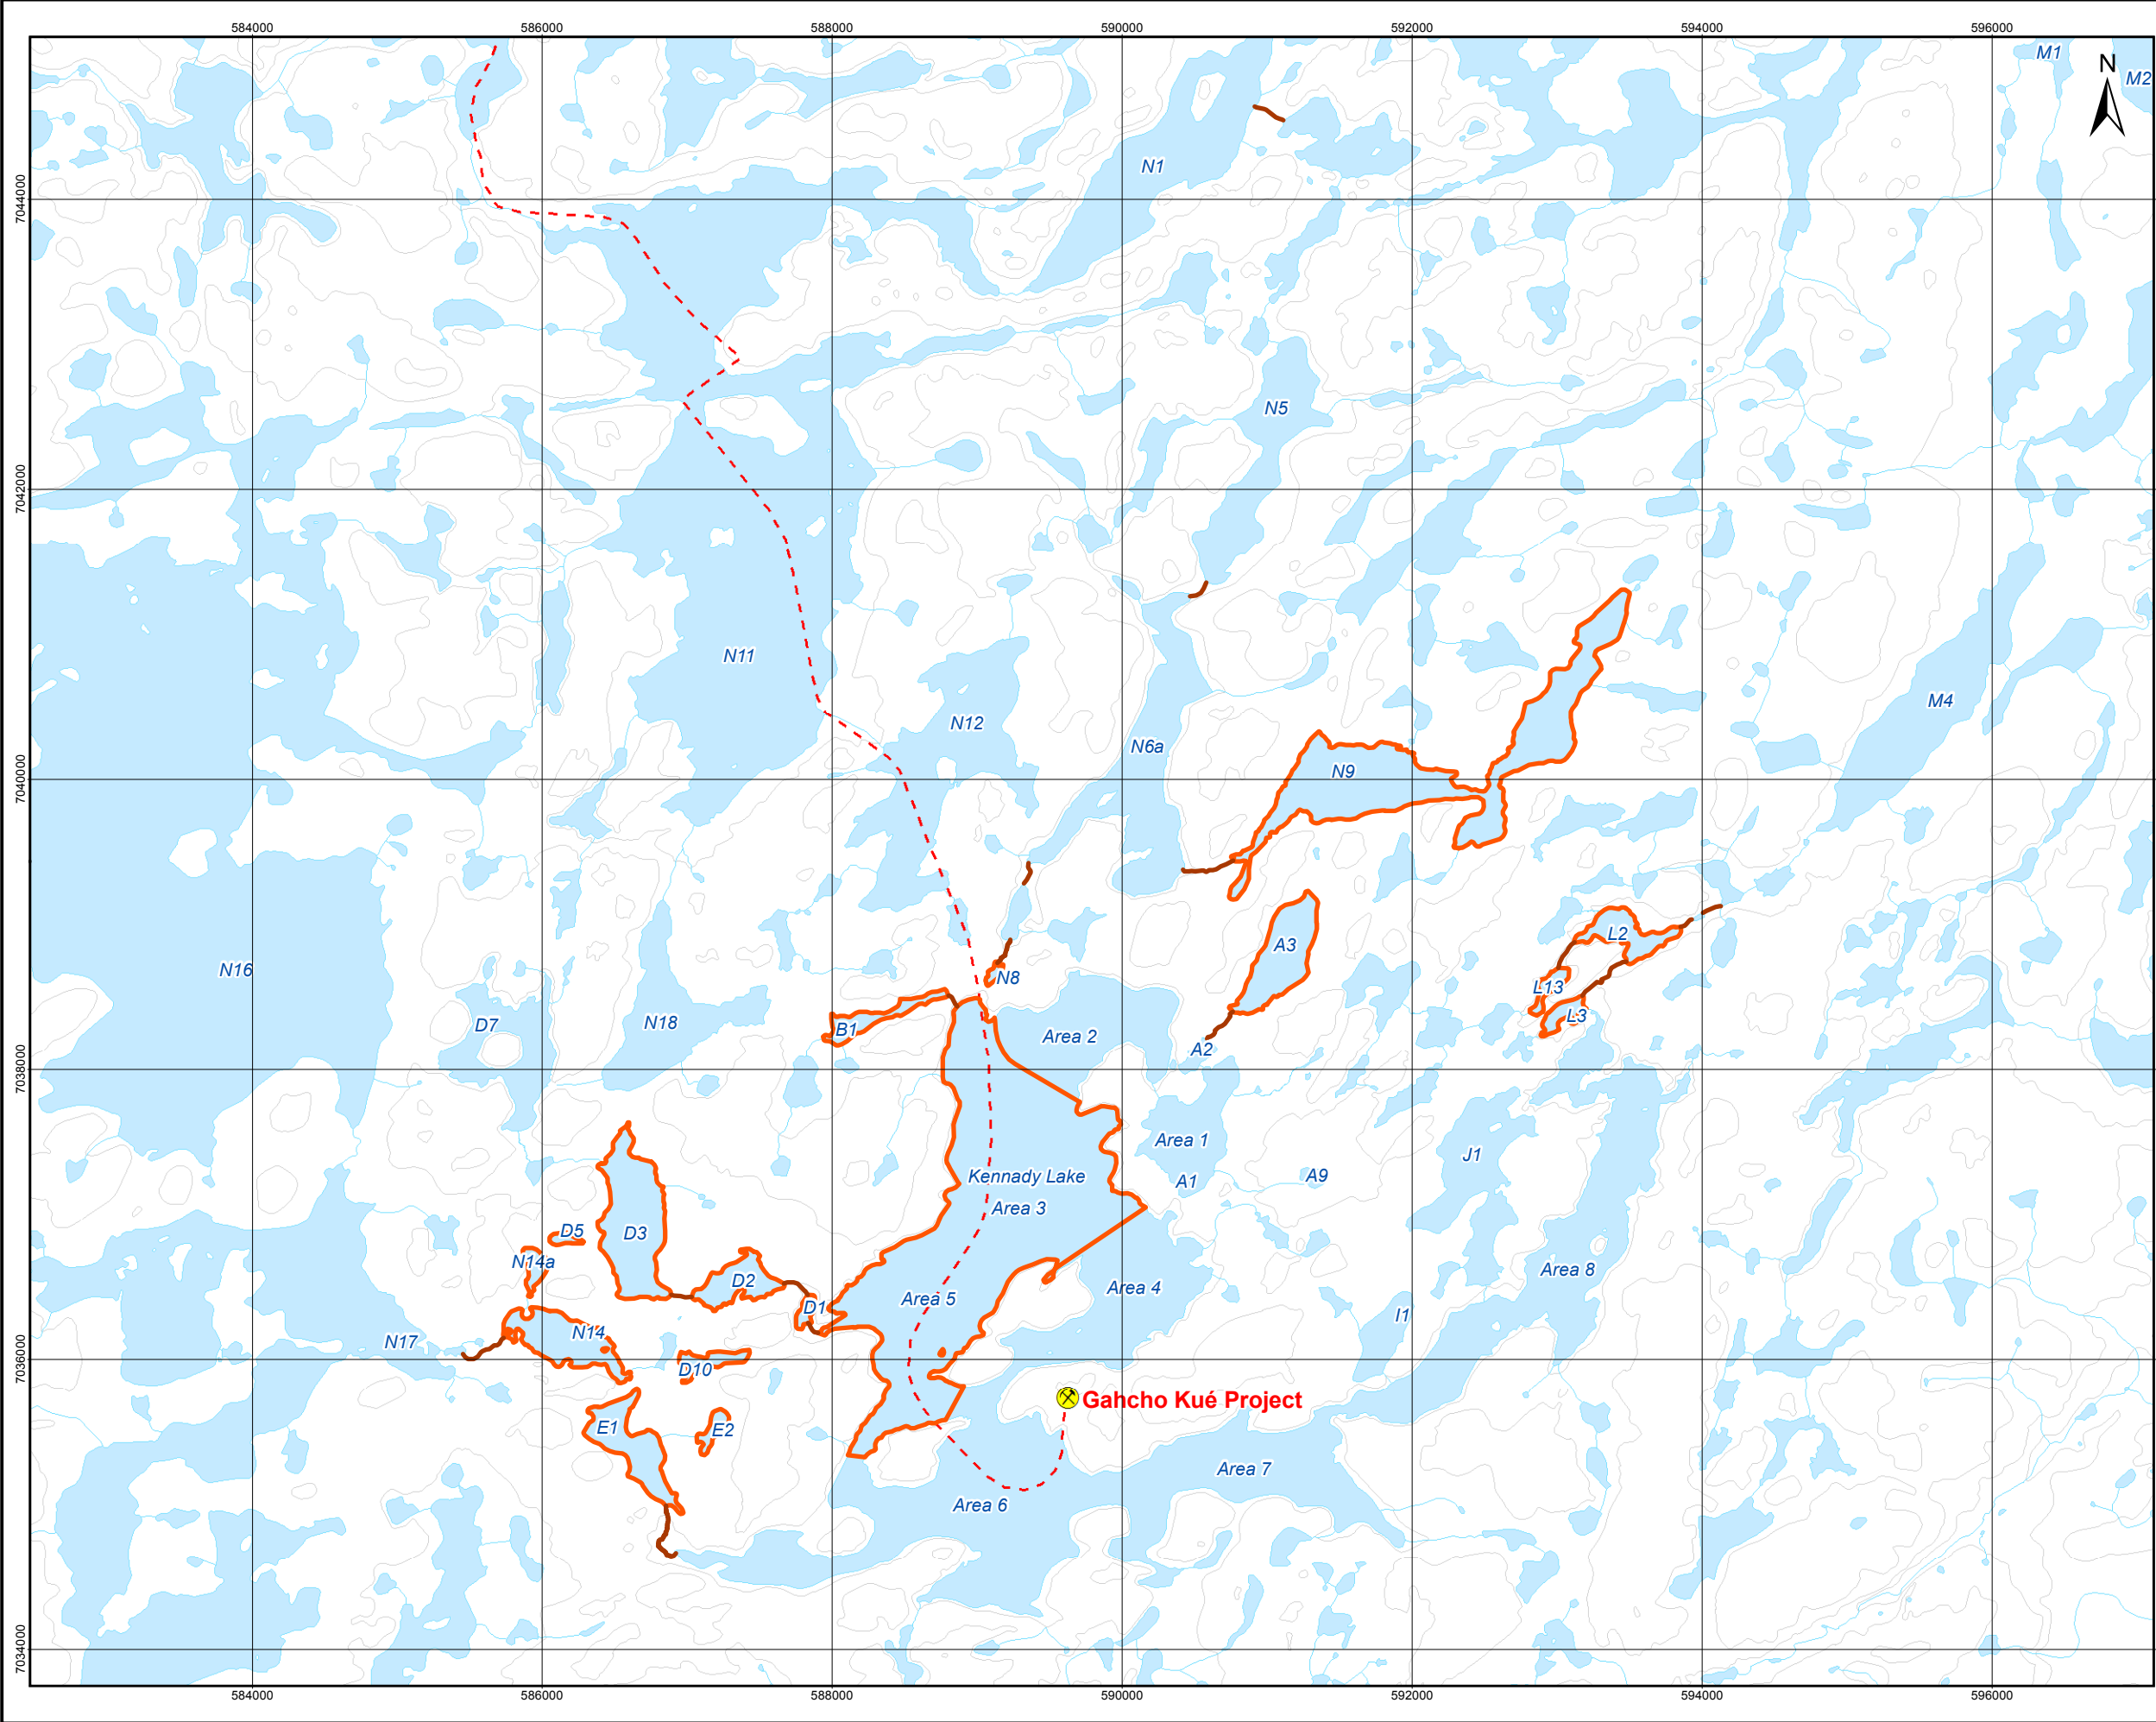 584000 586000 588000 590000 592000 594000 596000
M1
M2
N
N1
7044000
N5
7042000
N11
M4
N12
N6a
N9
7040000
L2
A3
N16
N8
L13
L3
D7
N18
B1
Area 2
A2
7038000
Area 1
J1
Kennady Lake
A9
A1
Area 3
D5
D3
N14a
Area 8
D2
Area 4
Area 5
D1
I1
N14
N17
7036000
D10
Gahcho Kué Project
E1
E2
Area 7
Area 6
7034000
584000 586000 588000 590000 592000 594000 596000